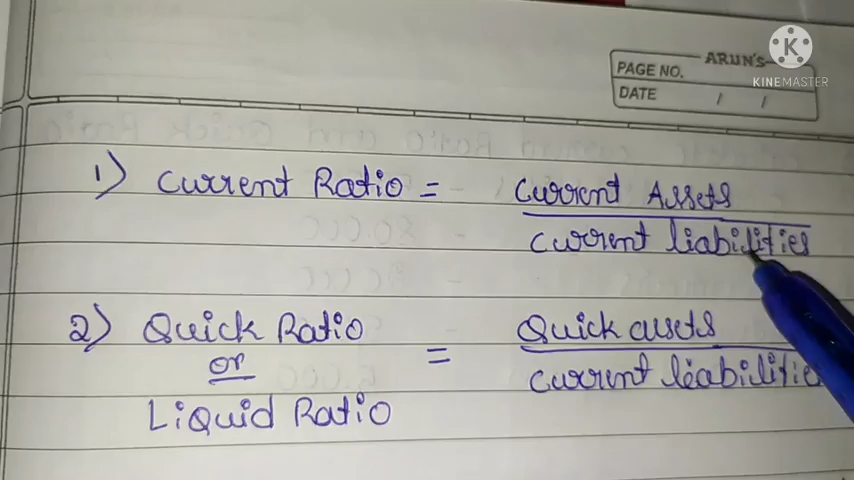 ARUN'S
PAGE NO.
DATE / /
KINEMASTER
1) Current Ratio = Current Assets
Current liabilities
2) Quick Ratio
or
Liquid Ratio
= Quick assets
Current liabilities